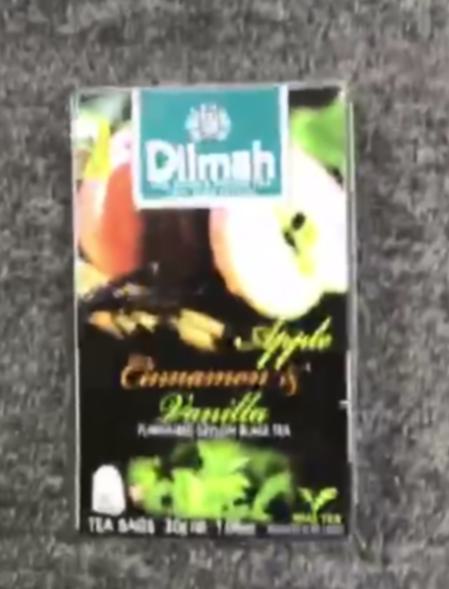 Dilmah
Apple
Cinnamon &
Vanilla
FLAVOURED CEYLON BLACK TEA
TEA BAGS